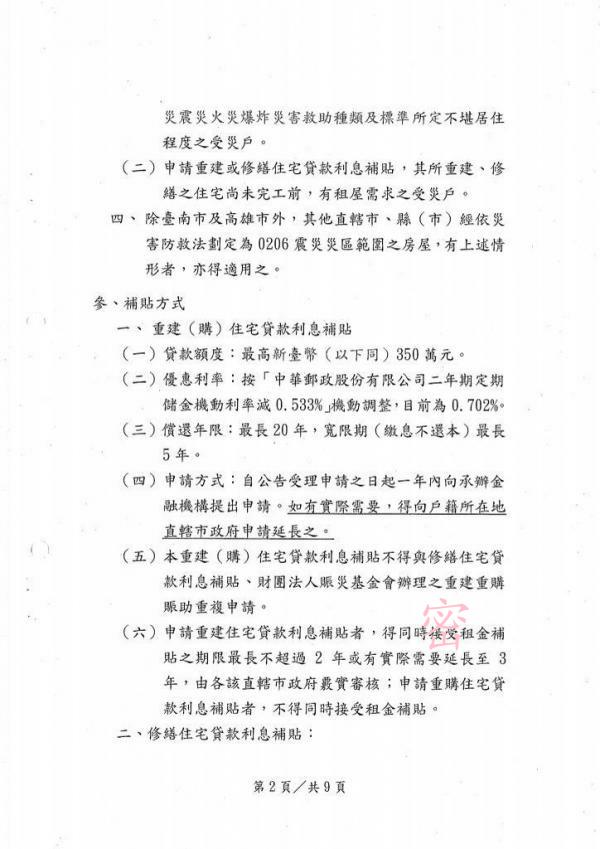 災震災火災爆炸災害救助種類及標準所定不堪居住
程度之受災戶。
（二）申請重建或修繕住宅貸款利息補貼，其所重建、修
繕之住宅尚未完工前，有租屋需求之受災戶。
四、除臺南市及高雄市外，其他直轄市、縣（市）經依災
害防救法劃定為0206震災災區範圍之房屋，有上述情
形者，亦得適用之。
參、補貼方式
一、重建（購）住宅貸款利息補貼
（一）貸款額度：最高新臺幣（以下同）350萬元。
（二）優惠利率：按「中華郵政股份有限公司二年期定期
儲金機動利率減0.533%」機動調整，目前為0.702%。
（三）償還年限：最長20年，寬限期（繳息不還本）最長
5年。
（四）申請方式：自公告受理申請之日起一年內向承辦金
融機構提出申請。如有實際需要，得向戶籍所在地
直轄市政府申請延長之。
（五）本重建（購）住宅貸款利息補貼不得與修繕住宅貸
款利息補貼、財團法人賑災基金會辦理之重建重購
賑助重複申請。
（六）申請重建住宅貸款利息補貼者，得同時接受租金補
貼之期限最長不超過2年或有實際需要延長至3
年，由各該直轄市政府覈實審核；申請重購住宅貸
款利息補貼者，不得同時接受租金補貼。
密
二、修繕住宅貸款利息補貼：
第2頁／共9頁